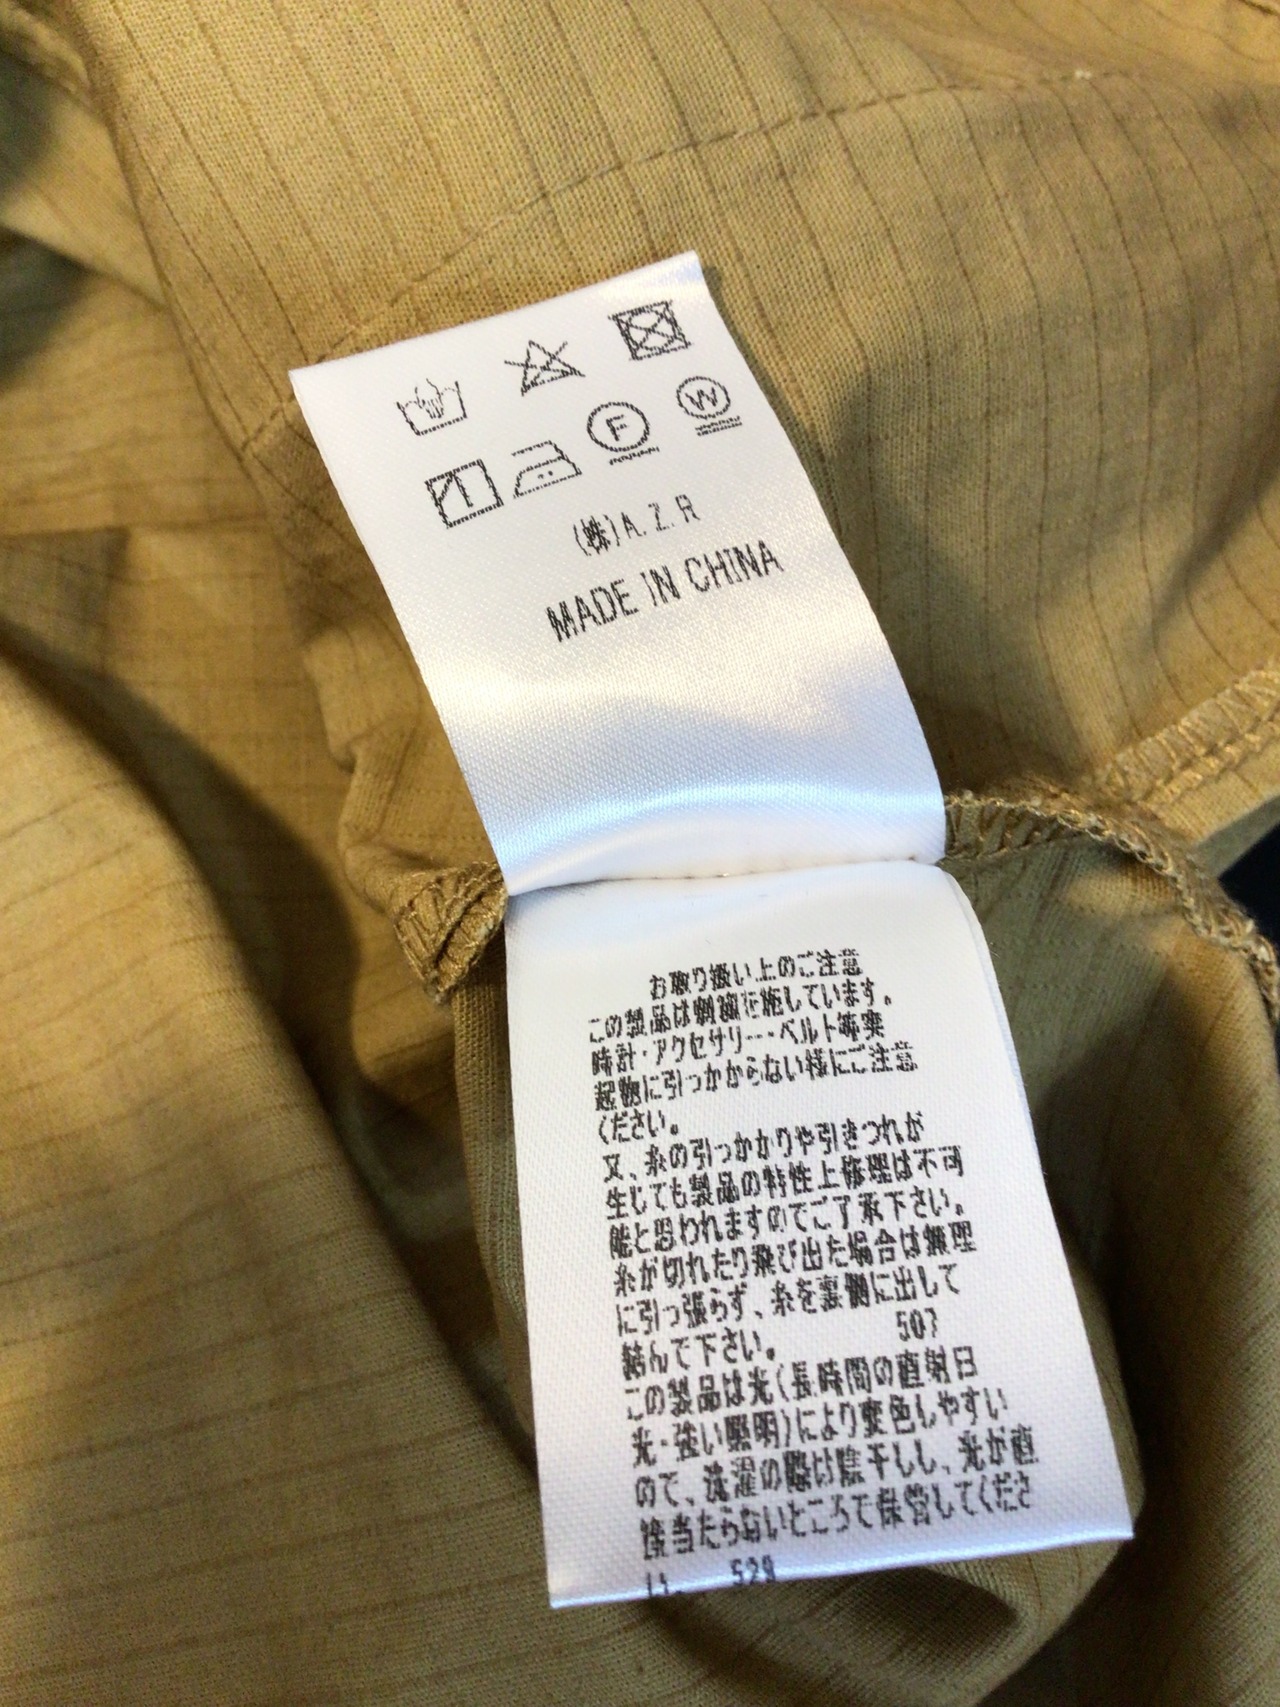 F
W
(株)A.Z.R
MADE IN CHINA
お取り扱い上のご注意
この製品は刺繍を施しています。
時計・アクセサリー・ベルト等突
起物に引っかからない様にご注意
ください。
又、糸の引っかかりや引きつれが
生じても製品の特性上修理は不可
能と思われますのでご了承下さい。
糸が切れたり飛び出た場合は無理
に引っ張らず、糸を裏側に出して
結んで下さい。 507
この製品は光(長時間の直射日
光・強い照明)により変色しやすい
ので、洗濯の際は陰干しし、光が直
接当たらないところで保管してくださ
い。 529